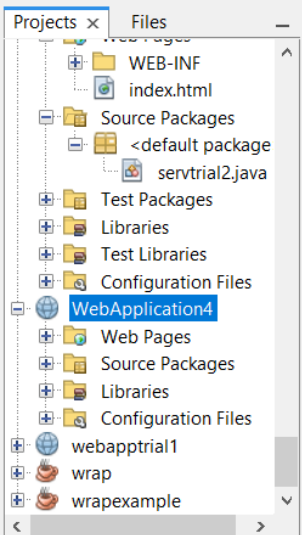 Projects Files
Web Pages
WEB-INF
index.html
Source Packages
<default package
servtrial2.java
Test Packages
Libraries
Test Libraries
Configuration Files
WebApplication4
Web Pages
Source Packages
Libraries
Configuration Files
webapptrial1
wrap
wrapexample